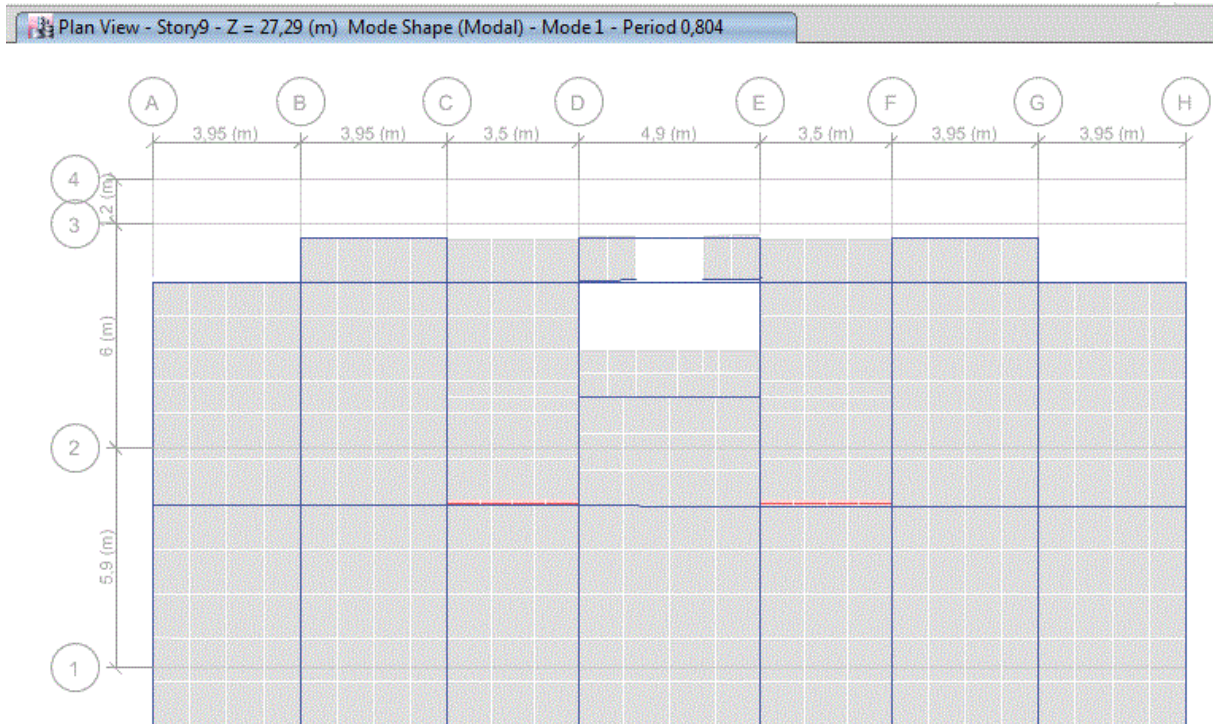 Plan View - Story9 - Z = 27,29 (m) Mode Shape (Modal) - Mode 1 - Period 0,804
A B C D E F G H
3,95 (m) 3,95 (m) 3,5 (m) 4,9 (m) 3,5 (m) 3,95 (m) 3,95 (m)
4
2 (m)
3
6 (m)
2
5,9 (m)
1